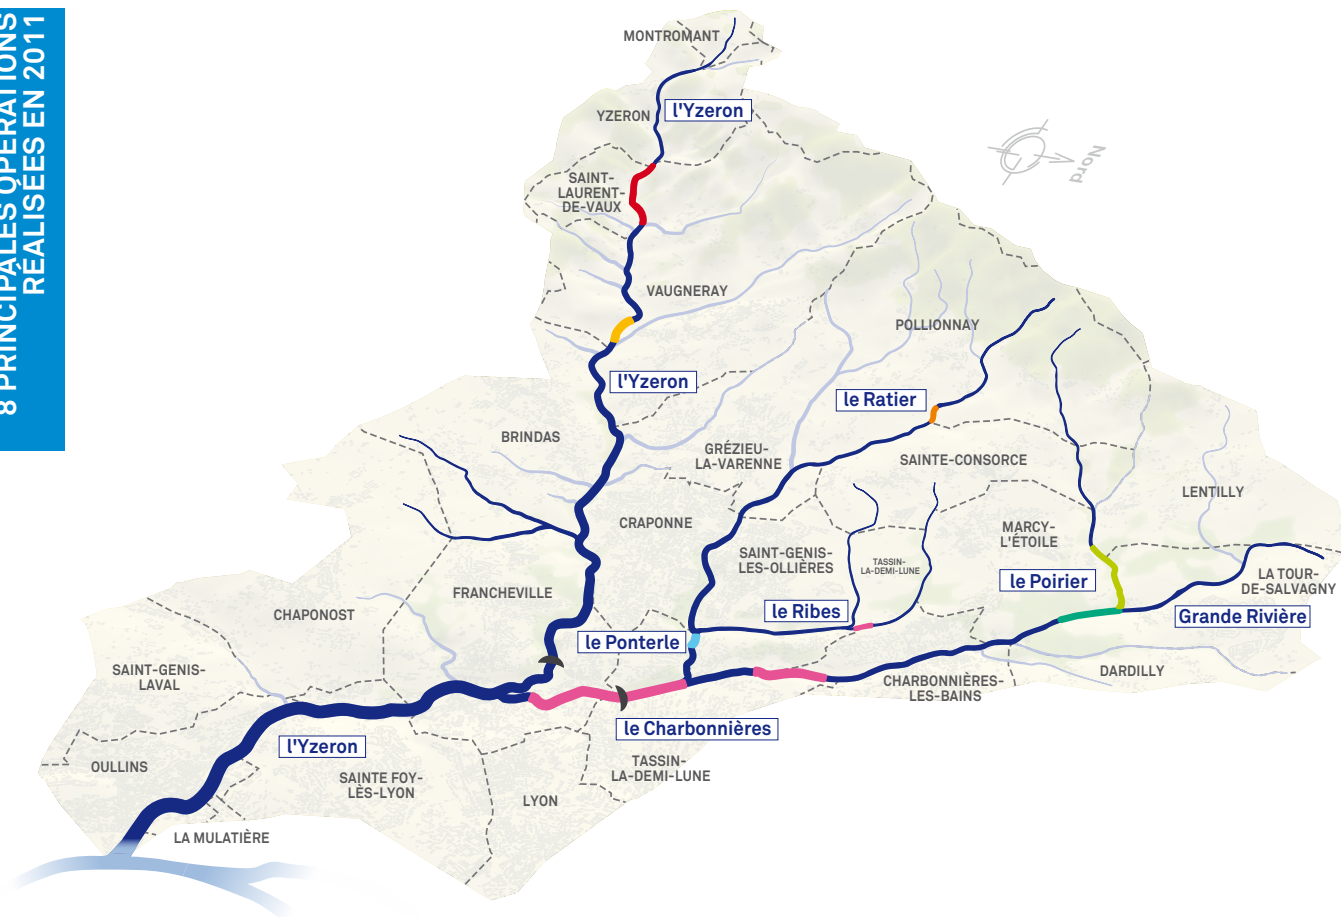 8 PRINCIPALES OPÉRATIONS
RÉALISÉES EN 2011
MONTROMANT
YZERON
l'Yzeron
Nord
SAINT-
LAURENT-
DE-VAUX
VAUGNERAY
POLLIONNAY
l'Yzeron
le Ratier
BRINDAS
GRÉZIEU-
LA-VARENNE
SAINTE-CONSORCE
LENTILLY
CRAPONNE
MARCY-
L'ÉTOILE
SAINT-GENIS-
LES-OLLIÈRES
TASSIN-
LA-DEMI-LUNE
le Poirier
LA TOUR-
DE-SALVAGNY
FRANCHEVILLE
CHAPONOST
le Ribes
Grande Rivière
le Ponterle
SAINT-GENIS-
LAVAL
DARDILLY
CHARBONNIÈRES-
LES-BAINS
le Charbonnières
l'Yzeron
OULLINS
SAINTE FOY-
LÈS-LYON
TASSIN-
LA-DEMI-LUNE
LYON
LA MULATIÈRE